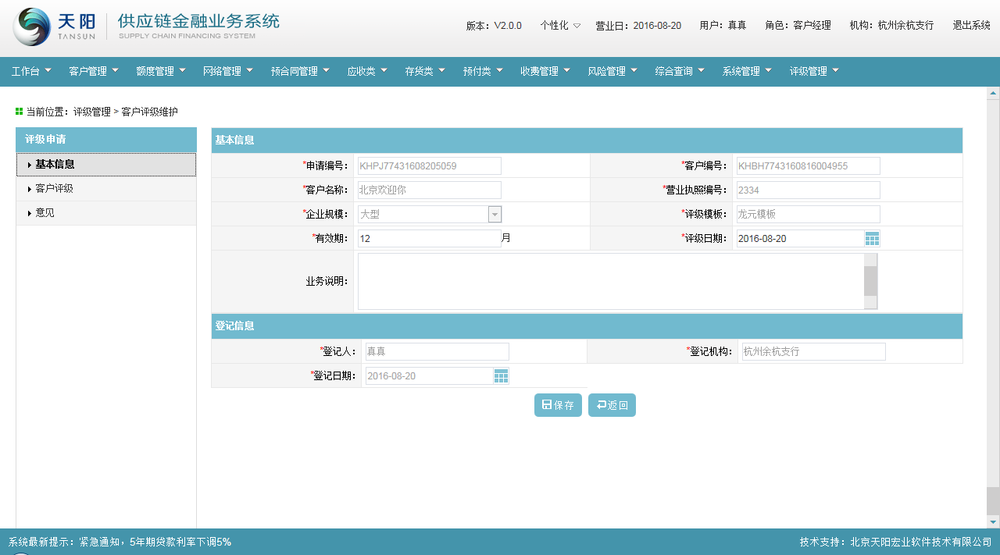 天阳 TANSUN 供应链金融业务系统 SUPPLY CHAIN FINANCING SYSTEM
版本：V2.0.0 个性化 营业日：2016-08-20 用户：真真 角色：客户经理 机构：杭州余杭支行 退出系统
工作台 客户管理 额度管理 网络管理 预合同管理 应收类 存货类 预付类 收费管理 风险管理 综合查询 系统管理 评级管理
当前位置：评级管理 > 客户评级维护
评级申请
基本信息
客户评级
意见
基本信息
*申请编号：KHPJ77431608205059 *客户编号：KHBH7743160816004955
*客户名称：北京欢迎你 *营业执照编号：2334
*企业规模：大型 *评级模板：龙元模板
*有效期：12月 *评级日期：2016-08-20
业务说明：
登记信息
*登记人：真真 *登记机构：杭州余杭支行
*登记日期：2016-08-20
保存 返回
系统最新提示：紧急通知，5年期贷款利率下调5% 技术支持：北京天阳宏业软件技术有限公司